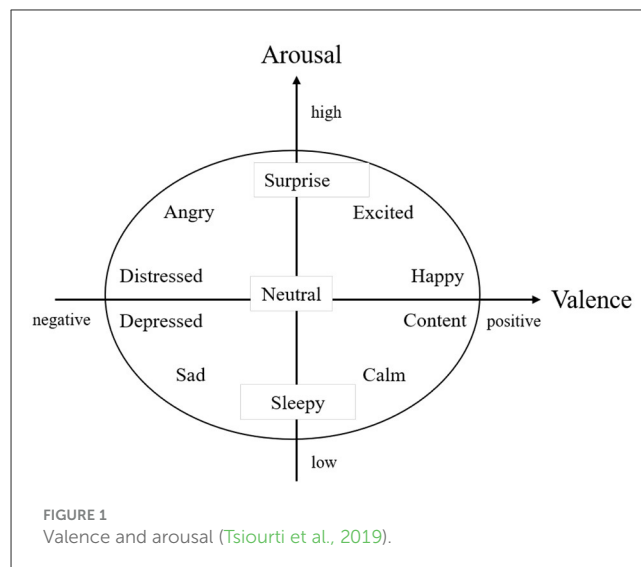 Arousal
high
Surprise
Angry
Excited
Distressed
Happy
Neutral
Valence
negative
Depressed
Content
positive
Sad
Calm
Sleepy
low
FIGURE 1
Valence and arousal (Tsiourti et al., 2019).